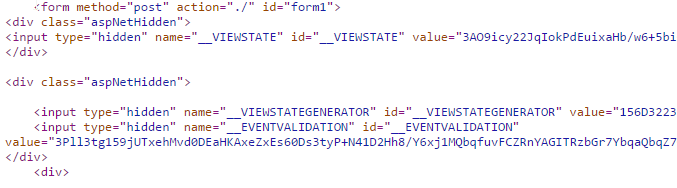 <form method="post" action="./" id="form1">
<div class="aspNetHidden">
<input type="hidden" name="__VIEWSTATE" id="__VIEWSTATE" value="3AO9icy22JqIokPdEuixaHb/w6+5bi
</div>
<div class="aspNetHidden">
<input type="hidden" name="__VIEWSTATEGENERATOR" id="__VIEWSTATEGENERATOR" value="156D3223
<input type="hidden" name="__EVENTVALIDATION" id="__EVENTVALIDATION"
value="3Pll3tg159jUTxehMvd0DEaHKAxeZxEs60Ds3tyP+N41D2Hh8/Y6xj1MQbqfuvFCZRnYAGITRzbGr7YbqaQbqZ7
</div>
<div>